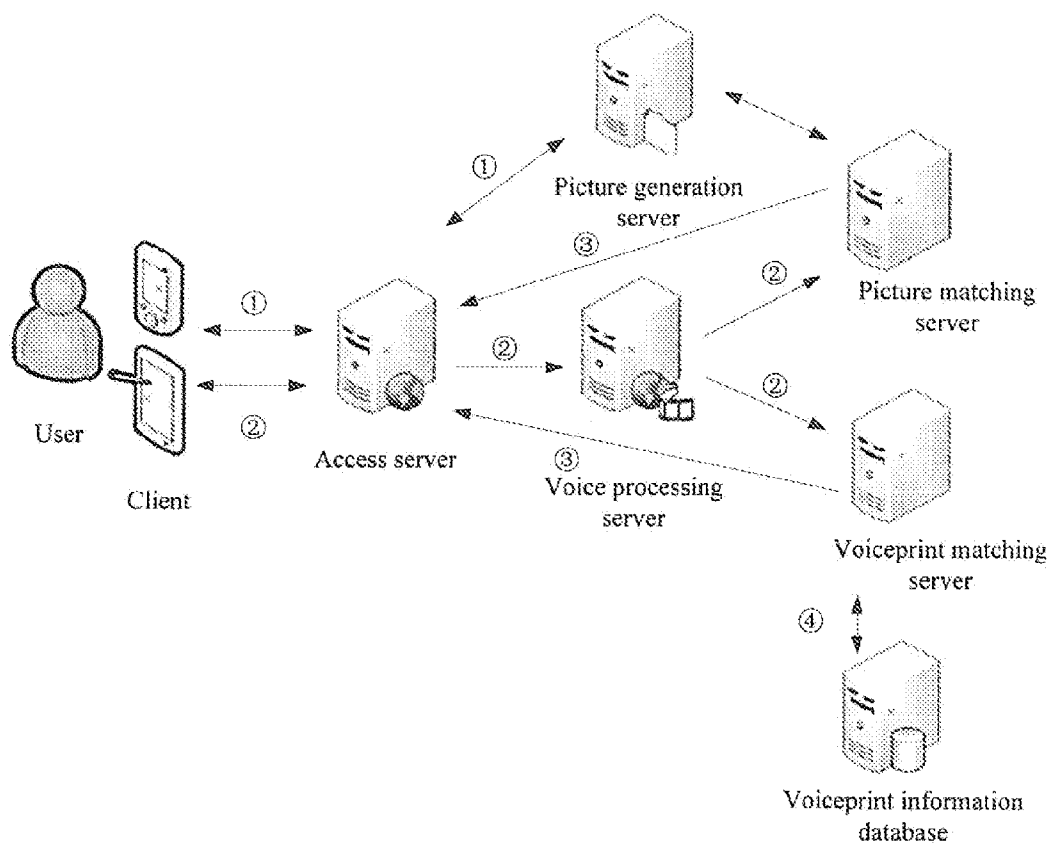 ①
Picture generation
server
③
②
Picture matching
server
①
②
②
②
User
Client
Access server
③
Voice processing
server
Voiceprint matching
server
④
Voiceprint information
database